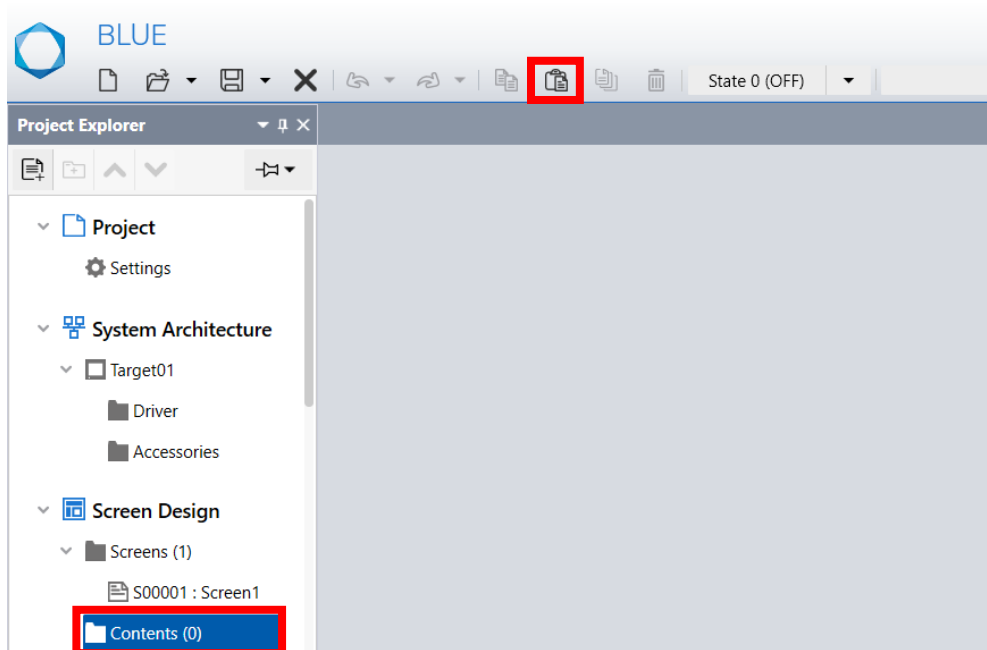 BLUE
State 0 (OFF)
Project Explorer
Project
Settings
System Architecture
Target01
Driver
Accessories
Screen Design
Screens (1)
S00001 : Screen1
Contents (0)